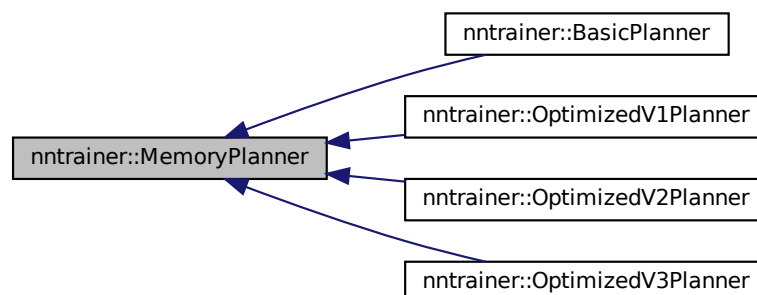 nntrainer::BasicPlanner
nntrainer::OptimizedV1Planner
nntrainer::MemoryPlanner
nntrainer::OptimizedV2Planner
nntrainer::OptimizedV3Planner